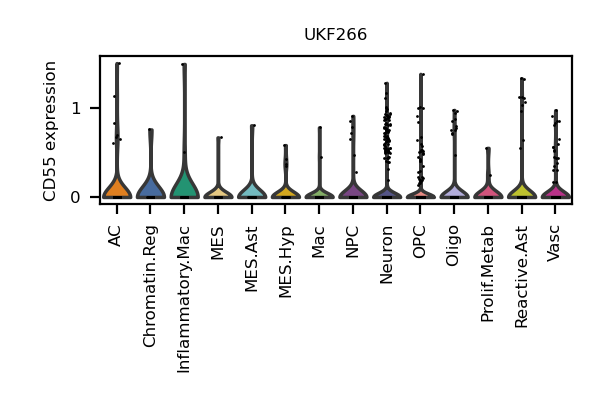 UKF266
CD55 expression
1
0
AC
Chromatin.Reg
Inflammatory.Mac
MES
MES.Ast
MES.Hyp
Mac
NPC
Neuron
OPC
Oligo
Prolif.Metab
Reactive.Ast
Vasc